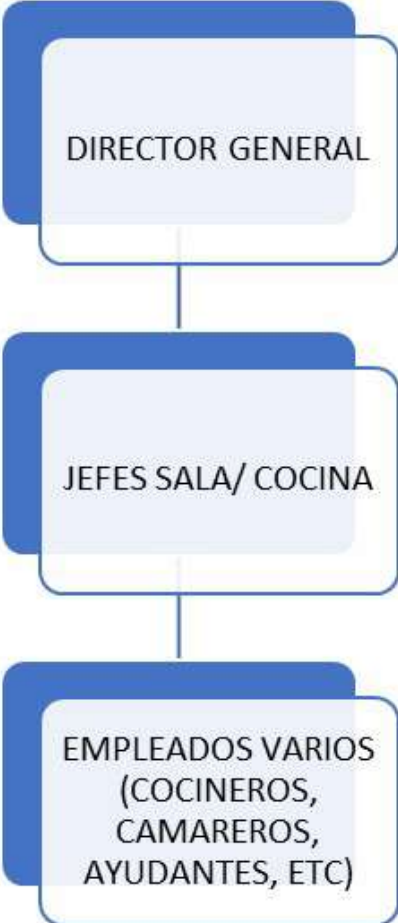 DIRECTOR GENERAL
JEFES SALA/ COCINA
EMPLEADOS VARIOS
(COCINEROS,
CAMAREROS,
AYUDANTES, ETC)